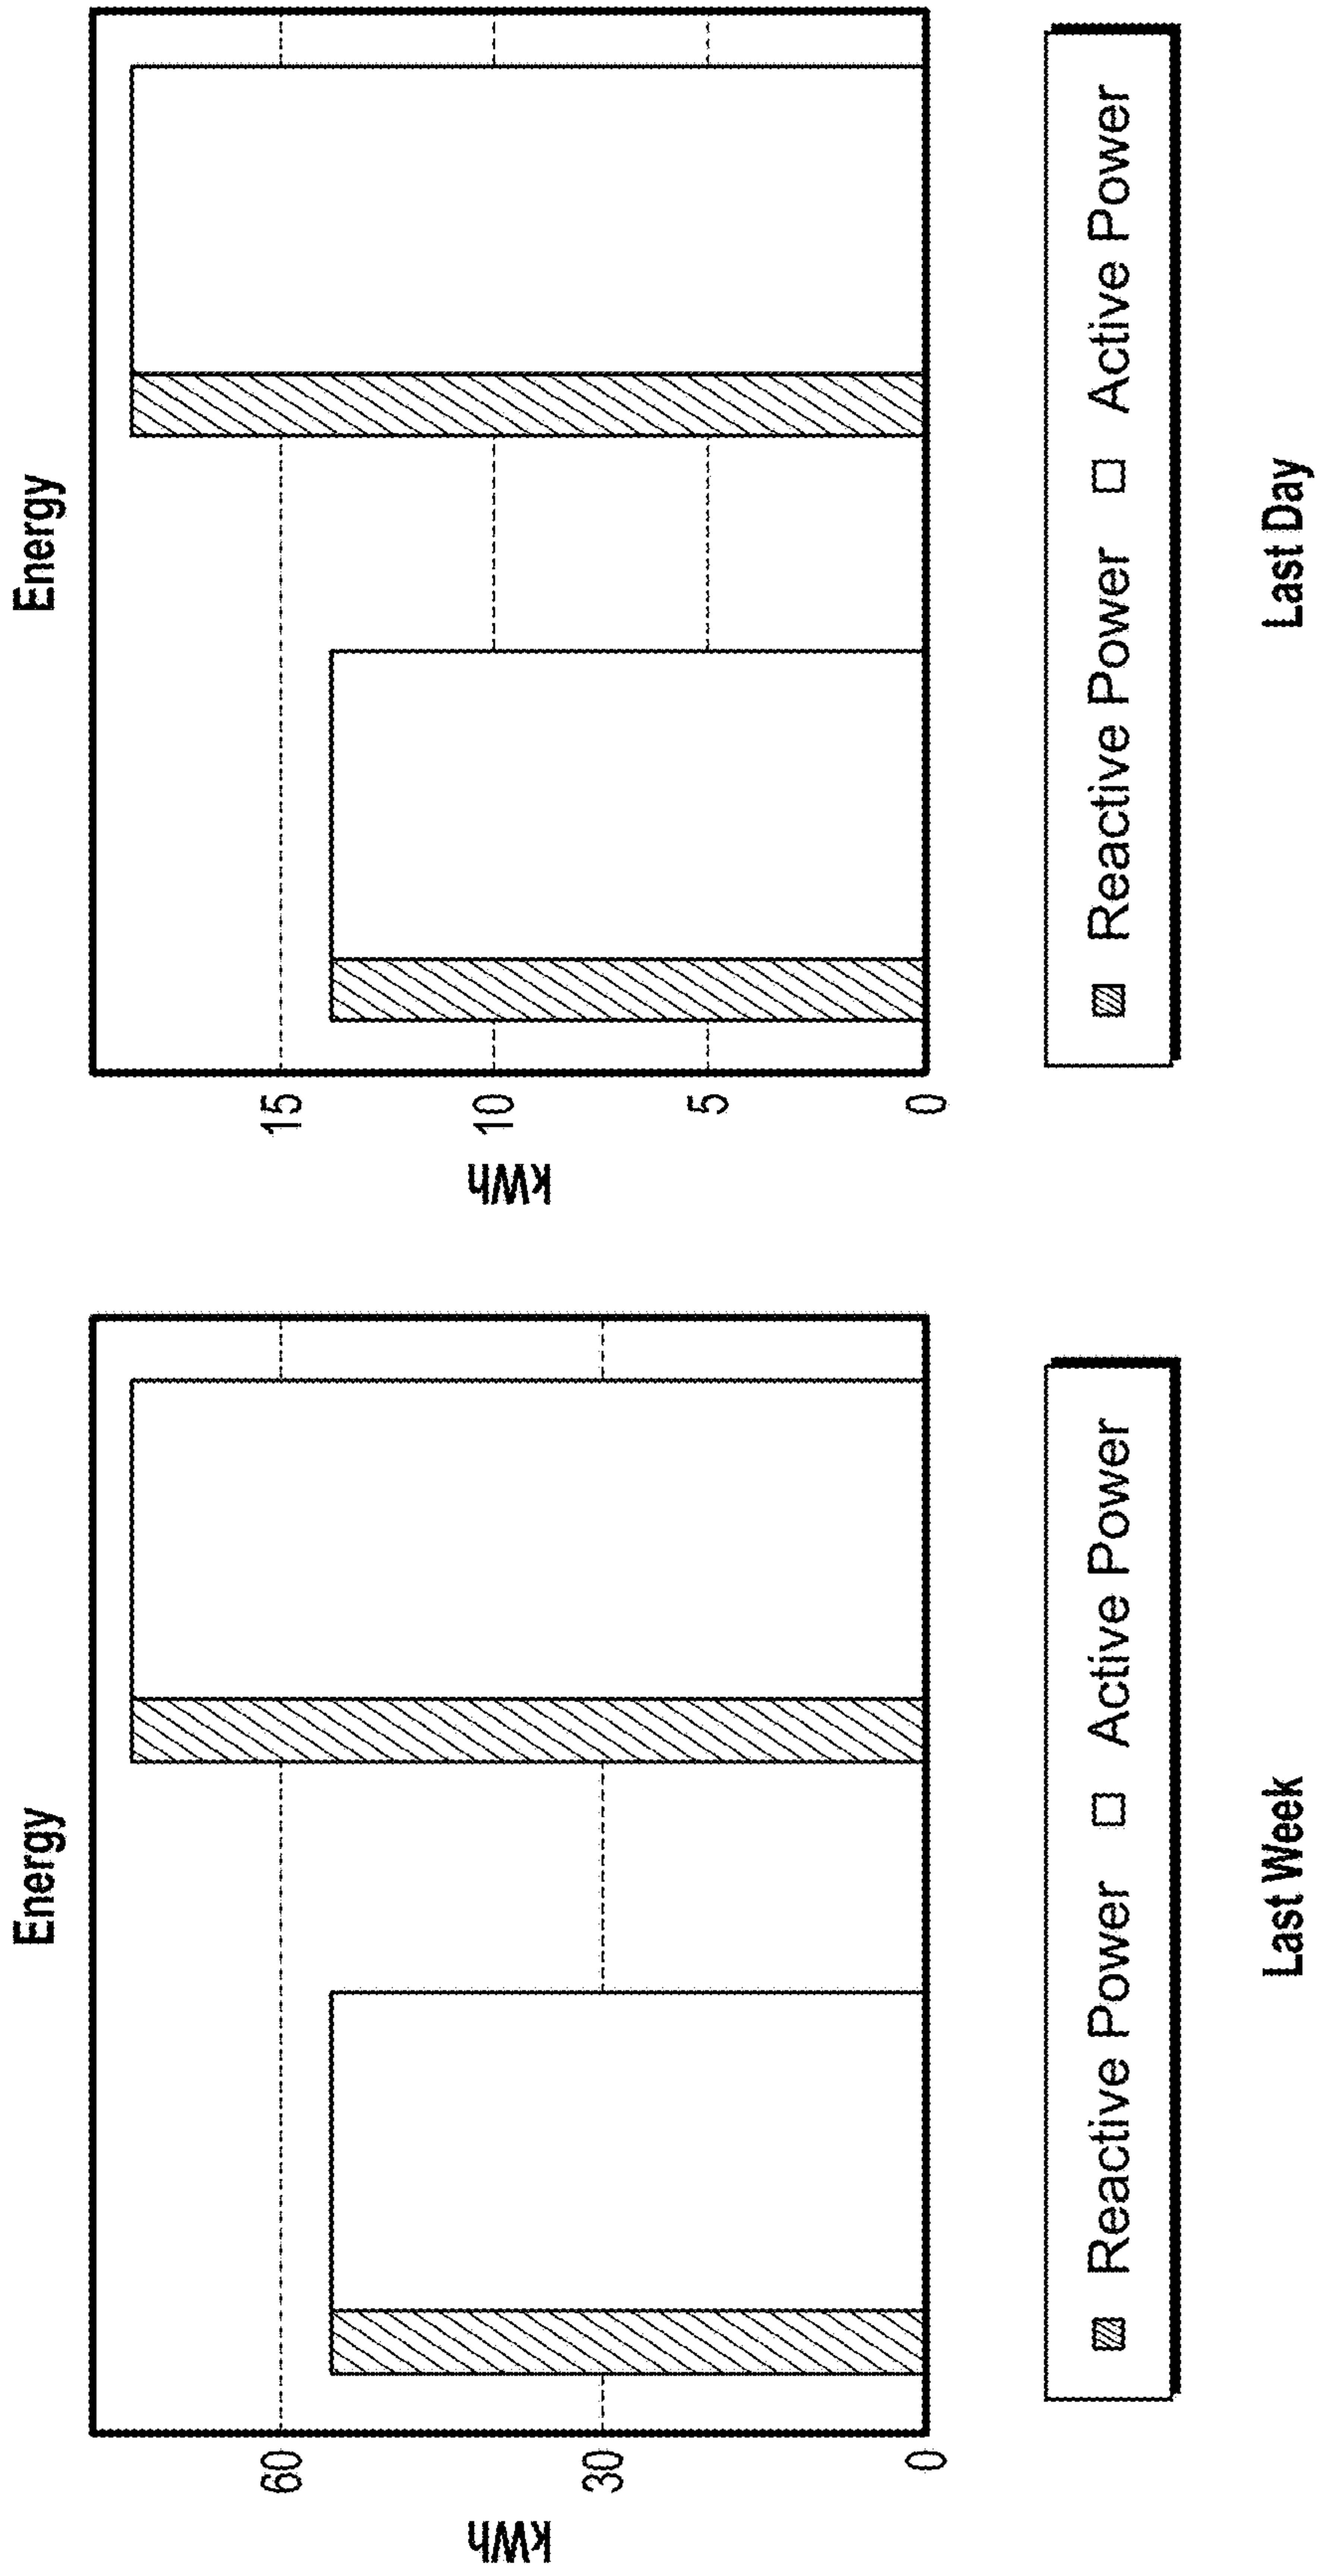 Energy
kWh
60
30
0
Reactive Power Active Power
Last Week
Energy
kWh
15
10
5
0
Reactive Power Active Power
Last Day